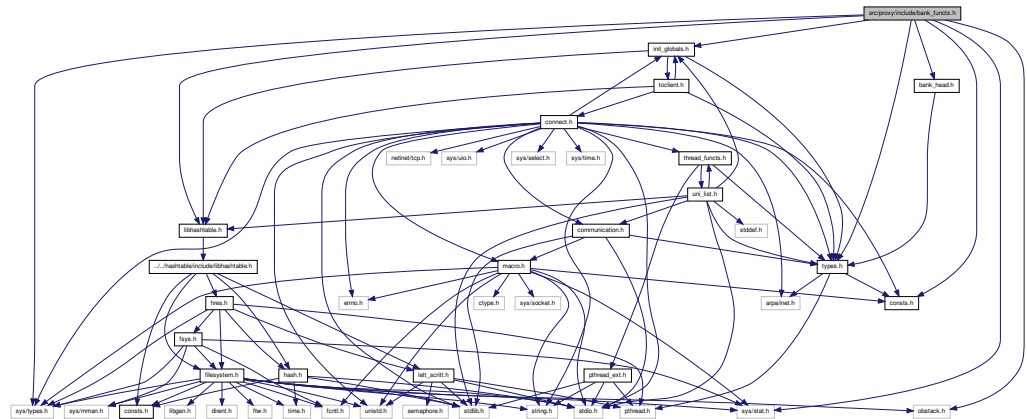 src/proxy/include/bank_functs.h
init_globals.h
toclient.h
bank_head.h
connect.h
netinet/tcp.h
sys/uio.h
sys/select.h
sys/time.h
thread_functs.h
uni_list.h
libhashtable.h
communication.h
stddef.h
../../hashtable/include/libhashtable.h
macro.h
types.h
hres.h
errno.h
ctype.h
sys/socket.h
arpa/inet.h
consts.h
fsys.h
filesystem.h
hash.h
lett_scritt.h
pthread_ext.h
sys/types.h
sys/mman.h
consts.h
libgen.h
dirent.h
ftw.h
time.h
fcntl.h
unistd.h
semaphore.h
stdlib.h
string.h
stdio.h
pthread.h
sys/stat.h
obstack.h